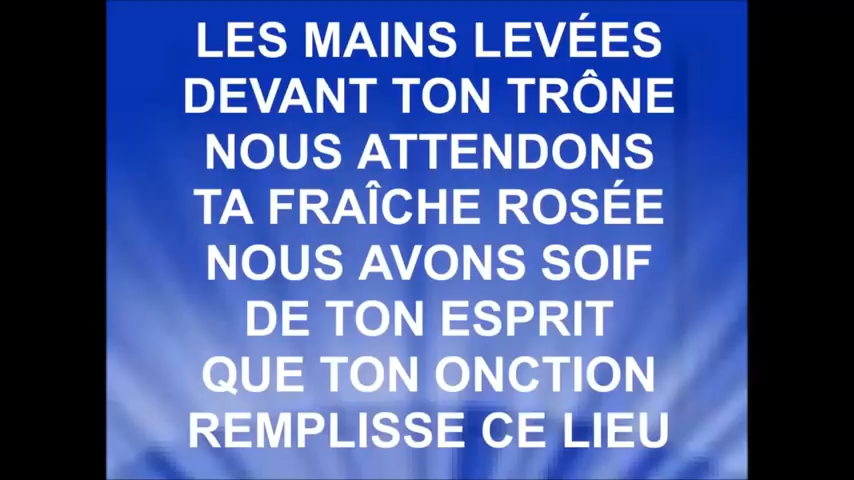 LES MAINS LEVÉES
DEVANT TON TRÔNE
NOUS ATTENDONS
TA FRAÎCHE ROSÉE
NOUS AVONS SOIF
DE TON ESPRIT
QUE TON ONCTION
REMPLISSE CE LIEU